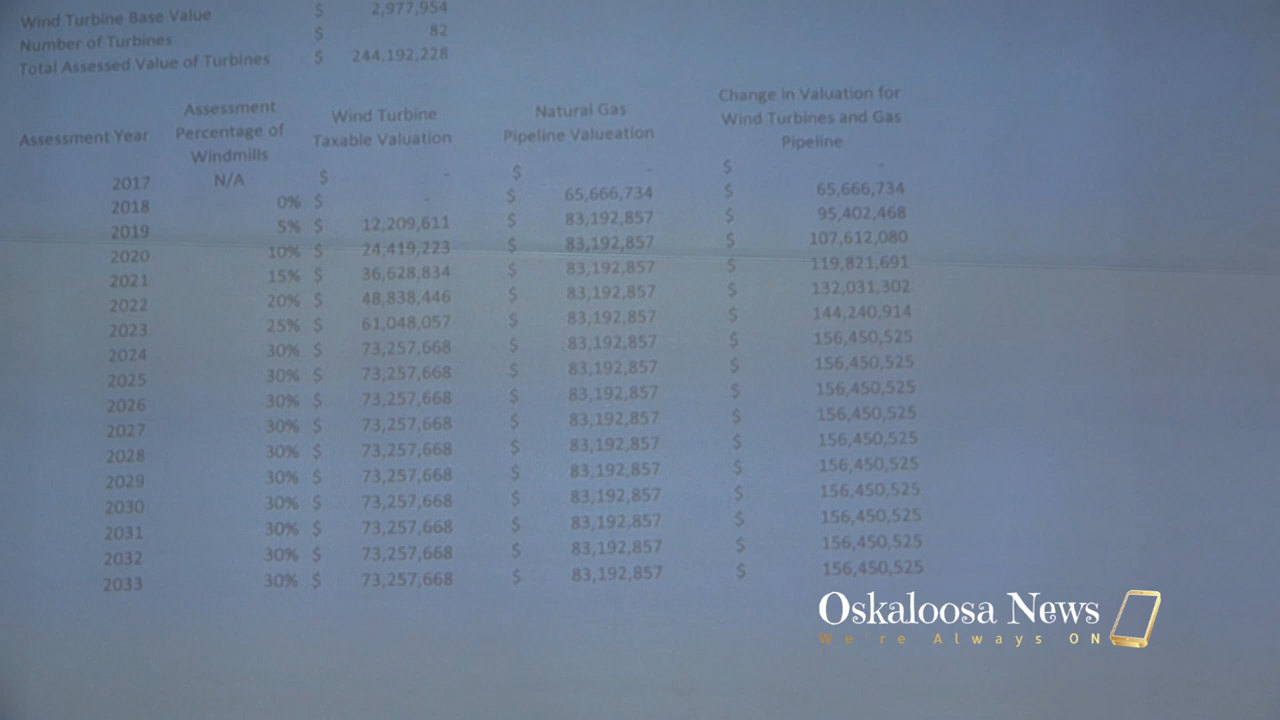 Wind Turbine Base Value $ 2,977,954
Number of Turbines $ 82
Total Assessed Value of Turbines $ 244,192,228
Assessment Year Assessment Percentage of Windmills Wind Turbine Taxable Valuation Natural Gas Pipeline Valueation Change in Valuation for Wind Turbines and Gas Pipeline
2017 N/A $ - $ - $ -
2018 0% $ - $ 65,666,734 $ 65,666,734
2019 5% $ 12,209,611 $ 83,192,857 $ 95,402,468
2020 10% $ 24,419,223 $ 83,192,857 $ 107,612,080
2021 15% $ 36,628,834 $ 83,192,857 $ 119,821,691
2022 20% $ 48,838,446 $ 83,192,857 $ 132,031,302
2023 25% $ 61,048,057 $ 83,192,857 $ 144,240,914
2024 30% $ 73,257,668 $ 83,192,857 $ 156,450,525
2025 30% $ 73,257,668 $ 83,192,857 $ 156,450,525
2026 30% $ 73,257,668 $ 83,192,857 $ 156,450,525
2027 30% $ 73,257,668 $ 83,192,857 $ 156,450,525
2028 30% $ 73,257,668 $ 83,192,857 $ 156,450,525
2029 30% $ 73,257,668 $ 83,192,857 $ 156,450,525
2030 30% $ 73,257,668 $ 83,192,857 $ 156,450,525
2031 30% $ 73,257,668 $ 83,192,857 $ 156,450,525
2032 30% $ 73,257,668 $ 83,192,857 $ 156,450,525
2033 30% $ 73,257,668 $ 83,192,857 $ 156,450,525
Oskaloosa News
We're Always ON